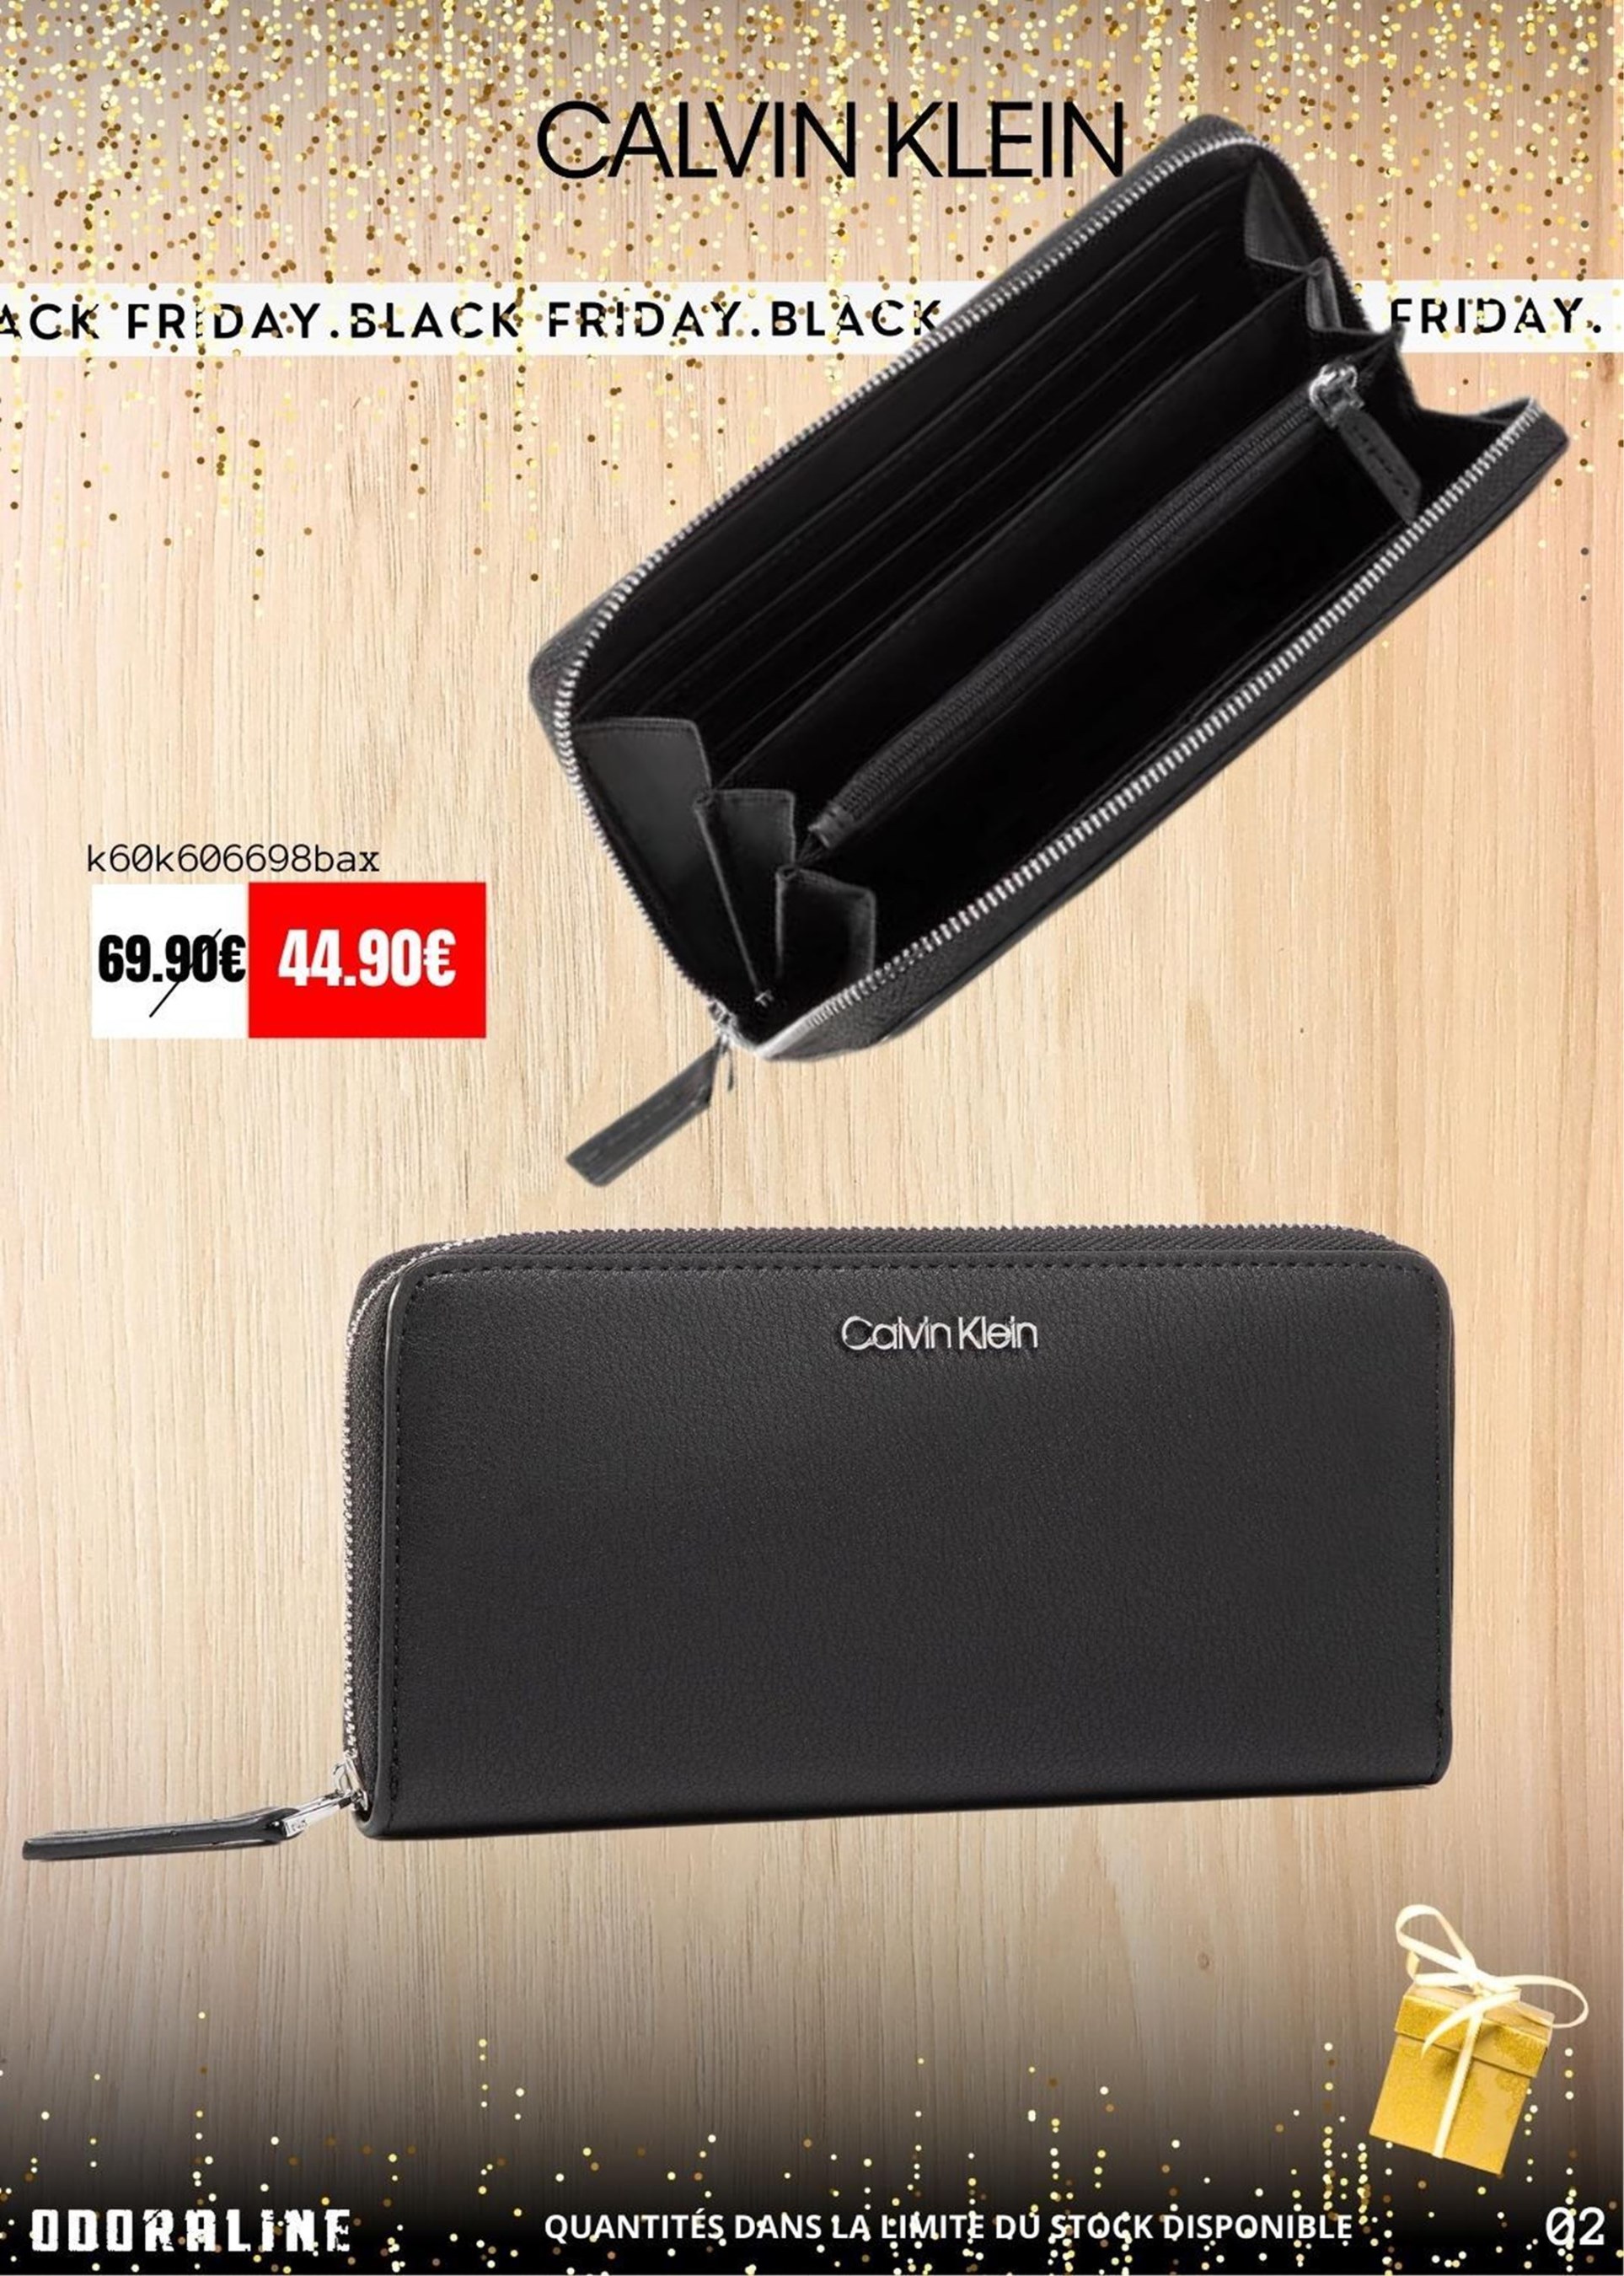 CALVIN KLEIN
ACK FRIDAY.BLACK FRIDAY.BLACK FRIDAY.
k60k606698bax
69.90€ 44.90€
Calvin Klein
ODORALINE QUANTITÉS DANS LA LIMITE DU STOCK DISPONIBLE 02